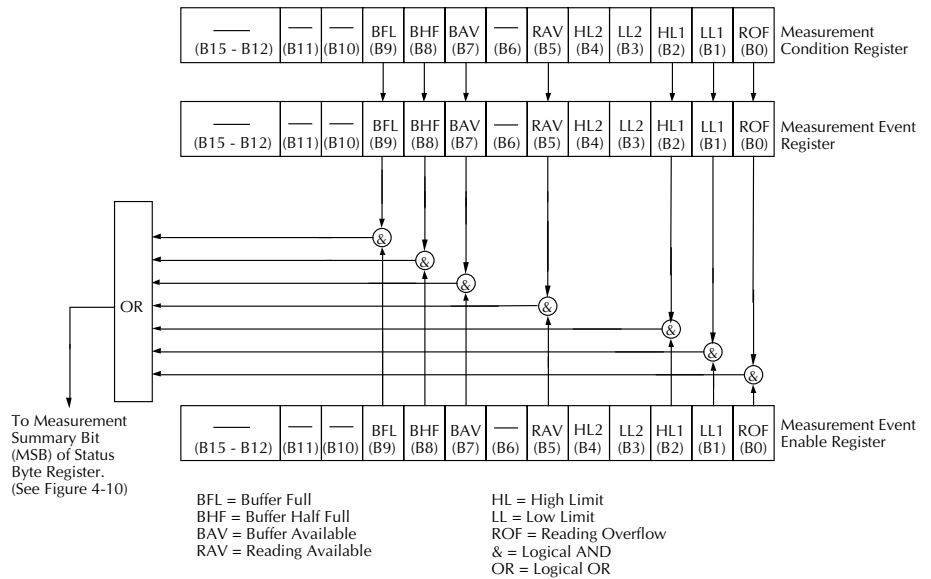 — — — BFL BHF BAV — RAV HL2 LL2 HL1 LL1 ROF
(B15 - B12) (B11) (B10) (B9) (B8) (B7) (B6) (B5) (B4) (B3) (B2) (B1) (B0)
Measurement
Condition Register
— — — BFL BHF BAV — RAV HL2 LL2 HL1 LL1 ROF
(B15 - B12) (B11) (B10) (B9) (B8) (B7) (B6) (B5) (B4) (B3) (B2) (B1) (B0)
Measurement Event
Register
&
&
&
&
&
&
&
OR
To Measurement
Summary Bit
(MSB) of Status
Byte Register.
(See Figure 4-10)
— — — BFL BHF BAV — RAV HL2 LL2 HL1 LL1 ROF
(B15 - B12) (B11) (B10) (B9) (B8) (B7) (B6) (B5) (B4) (B3) (B2) (B1) (B0)
Measurement Event
Enable Register
BFL = Buffer Full
BHF = Buffer Half Full
BAV = Buffer Available
RAV = Reading Available
HL = High Limit
LL = Low Limit
ROF = Reading Overflow
& = Logical AND
OR = Logical OR